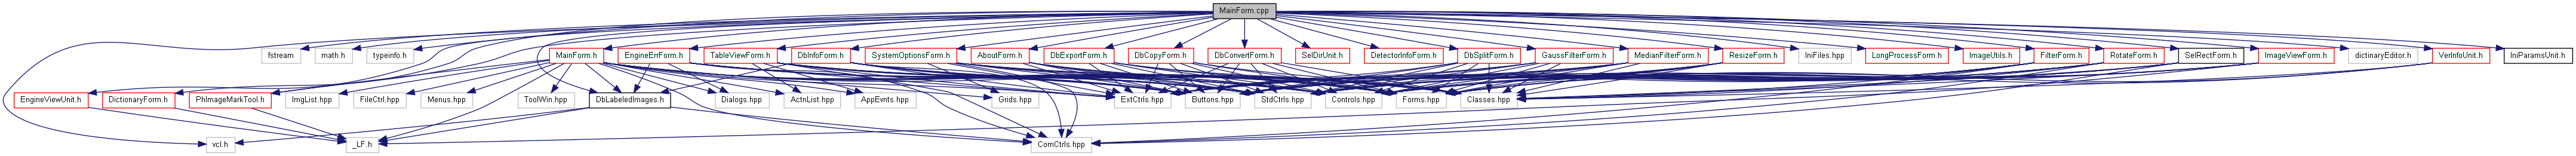 MainForm.cpp
fstream
math.h
typeinfo.h
MainForm.h
EngineErrForm.h
TableViewForm.h
DbInfoForm.h
SystemOptionsForm.h
AboutForm.h
DbExportForm.h
DbCopyForm.h
DbConvertForm.h
SelDirUnit.h
DetectorInfoForm.h
DbSplitForm.h
GaussFilterForm.h
MedianFilterForm.h
ResizeForm.h
IniFiles.hpp
LongProcessForm.h
ImageUtils.h
FilterForm.h
RotateForm.h
SelRectForm.h
ImageViewForm.h
dictinaryEditor.h
VerInfoUnit.h
IniParamsUnit.h
EngineViewUnit.h
DictionaryForm.h
PhImageMarkTool.h
ImgList.hpp
FileCtrl.hpp
Menus.hpp
ToolWin.hpp
DbLabeledImages.h
Dialogs.hpp
ActnList.hpp
AppEvnts.hpp
Grids.hpp
ExtCtrls.hpp
Buttons.hpp
StdCtrls.hpp
Controls.hpp
Forms.hpp
Classes.hpp
vcl.h
_LF.h
ComCtrls.hpp